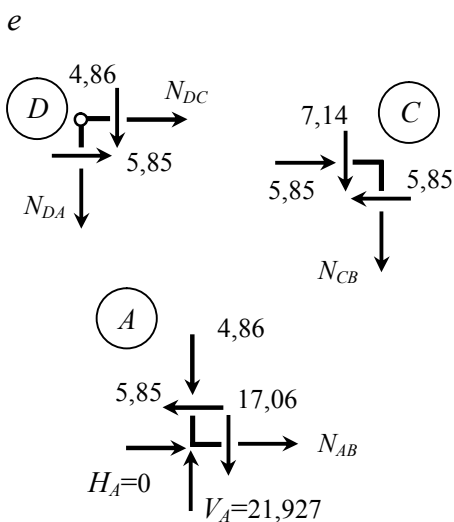 e
4,86
D
N_DC
5,85
N_DA
7,14
C
5,85
5,85
N_CB
A
4,86
5,85
17,06
N_AB
H_A=0
V_A=21,927